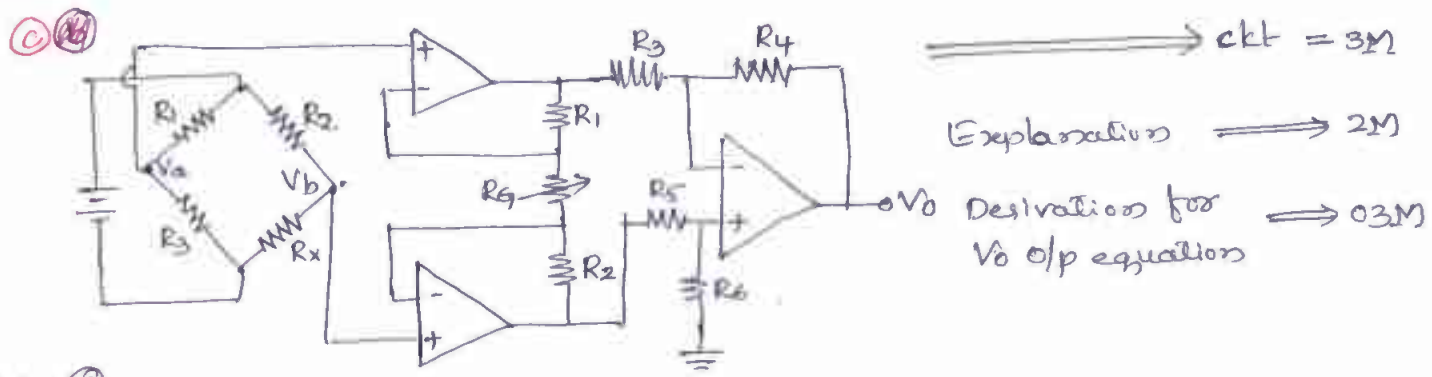 C
R3
R4
ckt = 3M
R1
R2
R1
Explanation 2M
Va
Vb
RG
R5
Vo
Derivation for 03M
Vo o/p equation
R3
Rx
R2
R6